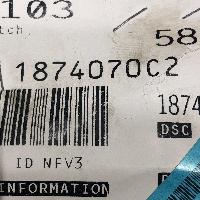 103
tch,
58
1874070C2
1874
DSC
ID NFV3
INFORMATION